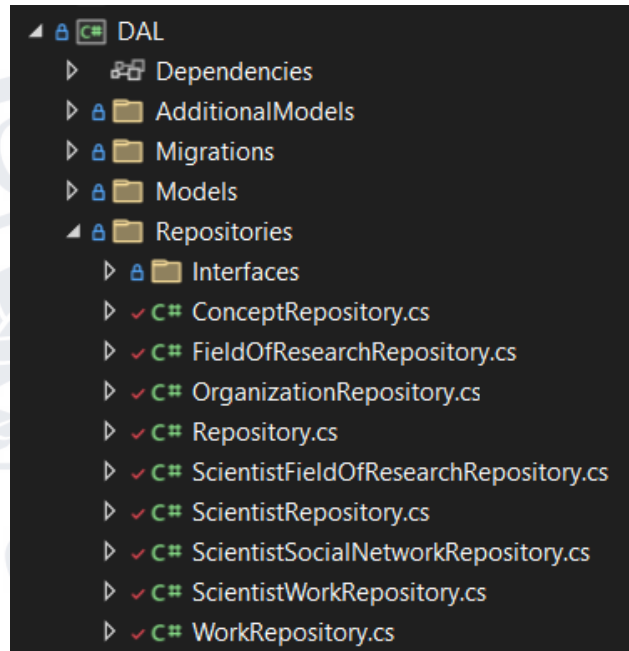 C# DAL
Dependencies
AdditionalModels
Migrations
Models
Repositories
Interfaces
C# ConceptRepository.cs
C# FieldOfResearchRepository.cs
C# OrganizationRepository.cs
C# Repository.cs
C# ScientistFieldOfResearchRepository.cs
C# ScientistRepository.cs
C# ScientistSocialNetworkRepository.cs
C# ScientistWorkRepository.cs
C# WorkRepository.cs